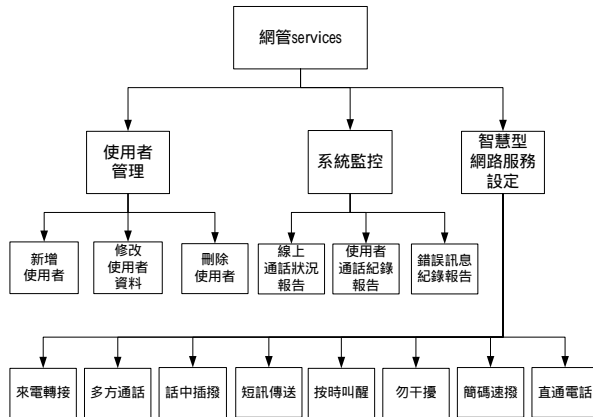 網管services
使用者
管理
系統監控
智慧型
網路服務
設定
新增
使用者
修改
使用者
資料
刪除
使用者
線上
通話狀況
報告
使用者
通話紀錄
報告
錯誤訊息
紀錄報告
來電轉接
多方通話
話中插撥
短訊傳送
按時叫醒
勿干擾
簡碼速撥
直通電話